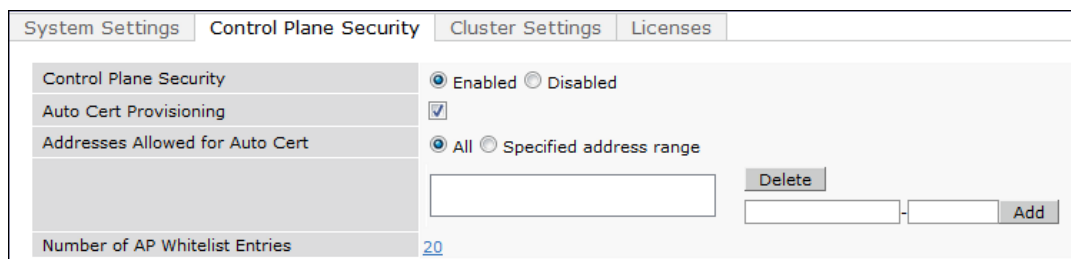 System Settings Control Plane Security Cluster Settings Licenses
Control Plane Security Enabled Disabled
Auto Cert Provisioning
Addresses Allowed for Auto Cert All Specified address range
Delete
- Add
Number of AP Whitelist Entries 20